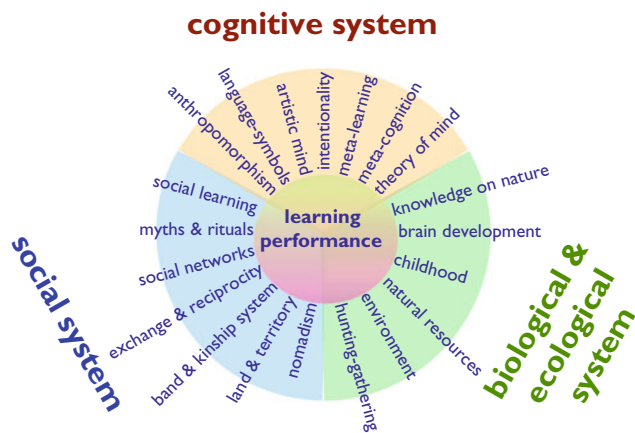 cognitive system
anthropomorphism
language-symbols
artistic mind
intentionality
meta-learning
meta-cognition
theory of mind
knowledge on nature
brain development
childhood
natural resources
environment
hunting-gathering
biological &
ecological
system
social learning
myths & rituals
social networks
exchange & reciprocity
band & kinship system
land & territory
nomadism
social system
learning
performance